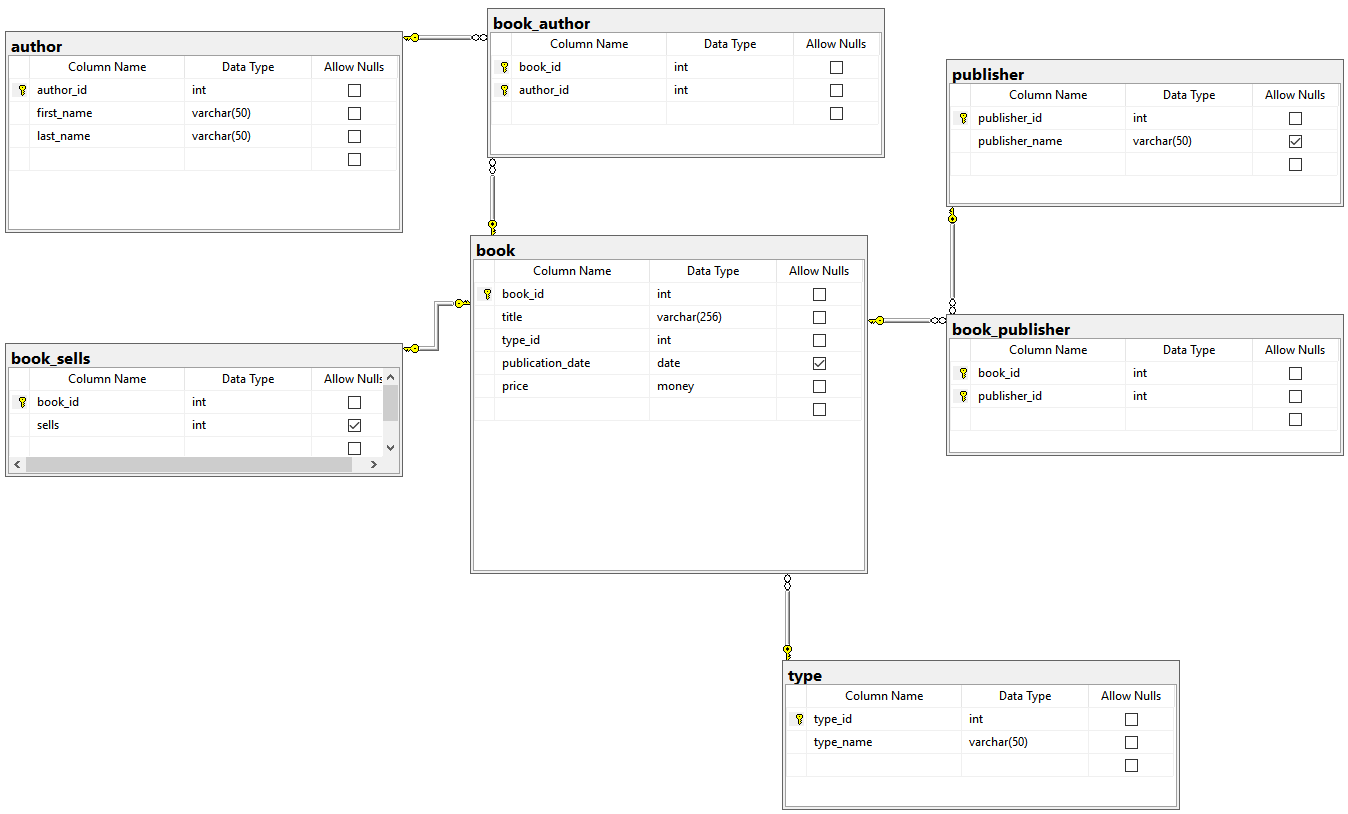 author
Column Name Data Type Allow Nulls
author_id int
first_name varchar(50)
last_name varchar(50)
book_author
Column Name Data Type Allow Nulls
book_id int
author_id int
publisher
Column Name Data Type Allow Nulls
publisher_id int
publisher_name varchar(50)
book
Column Name Data Type Allow Nulls
book_id int
title varchar(256)
type_id int
publication_date date
price money
book_sells
Column Name Data Type Allow Nulls
book_id int
sells int
book_publisher
Column Name Data Type Allow Nulls
book_id int
publisher_id int
type
Column Name Data Type Allow Nulls
type_id int
type_name varchar(50)